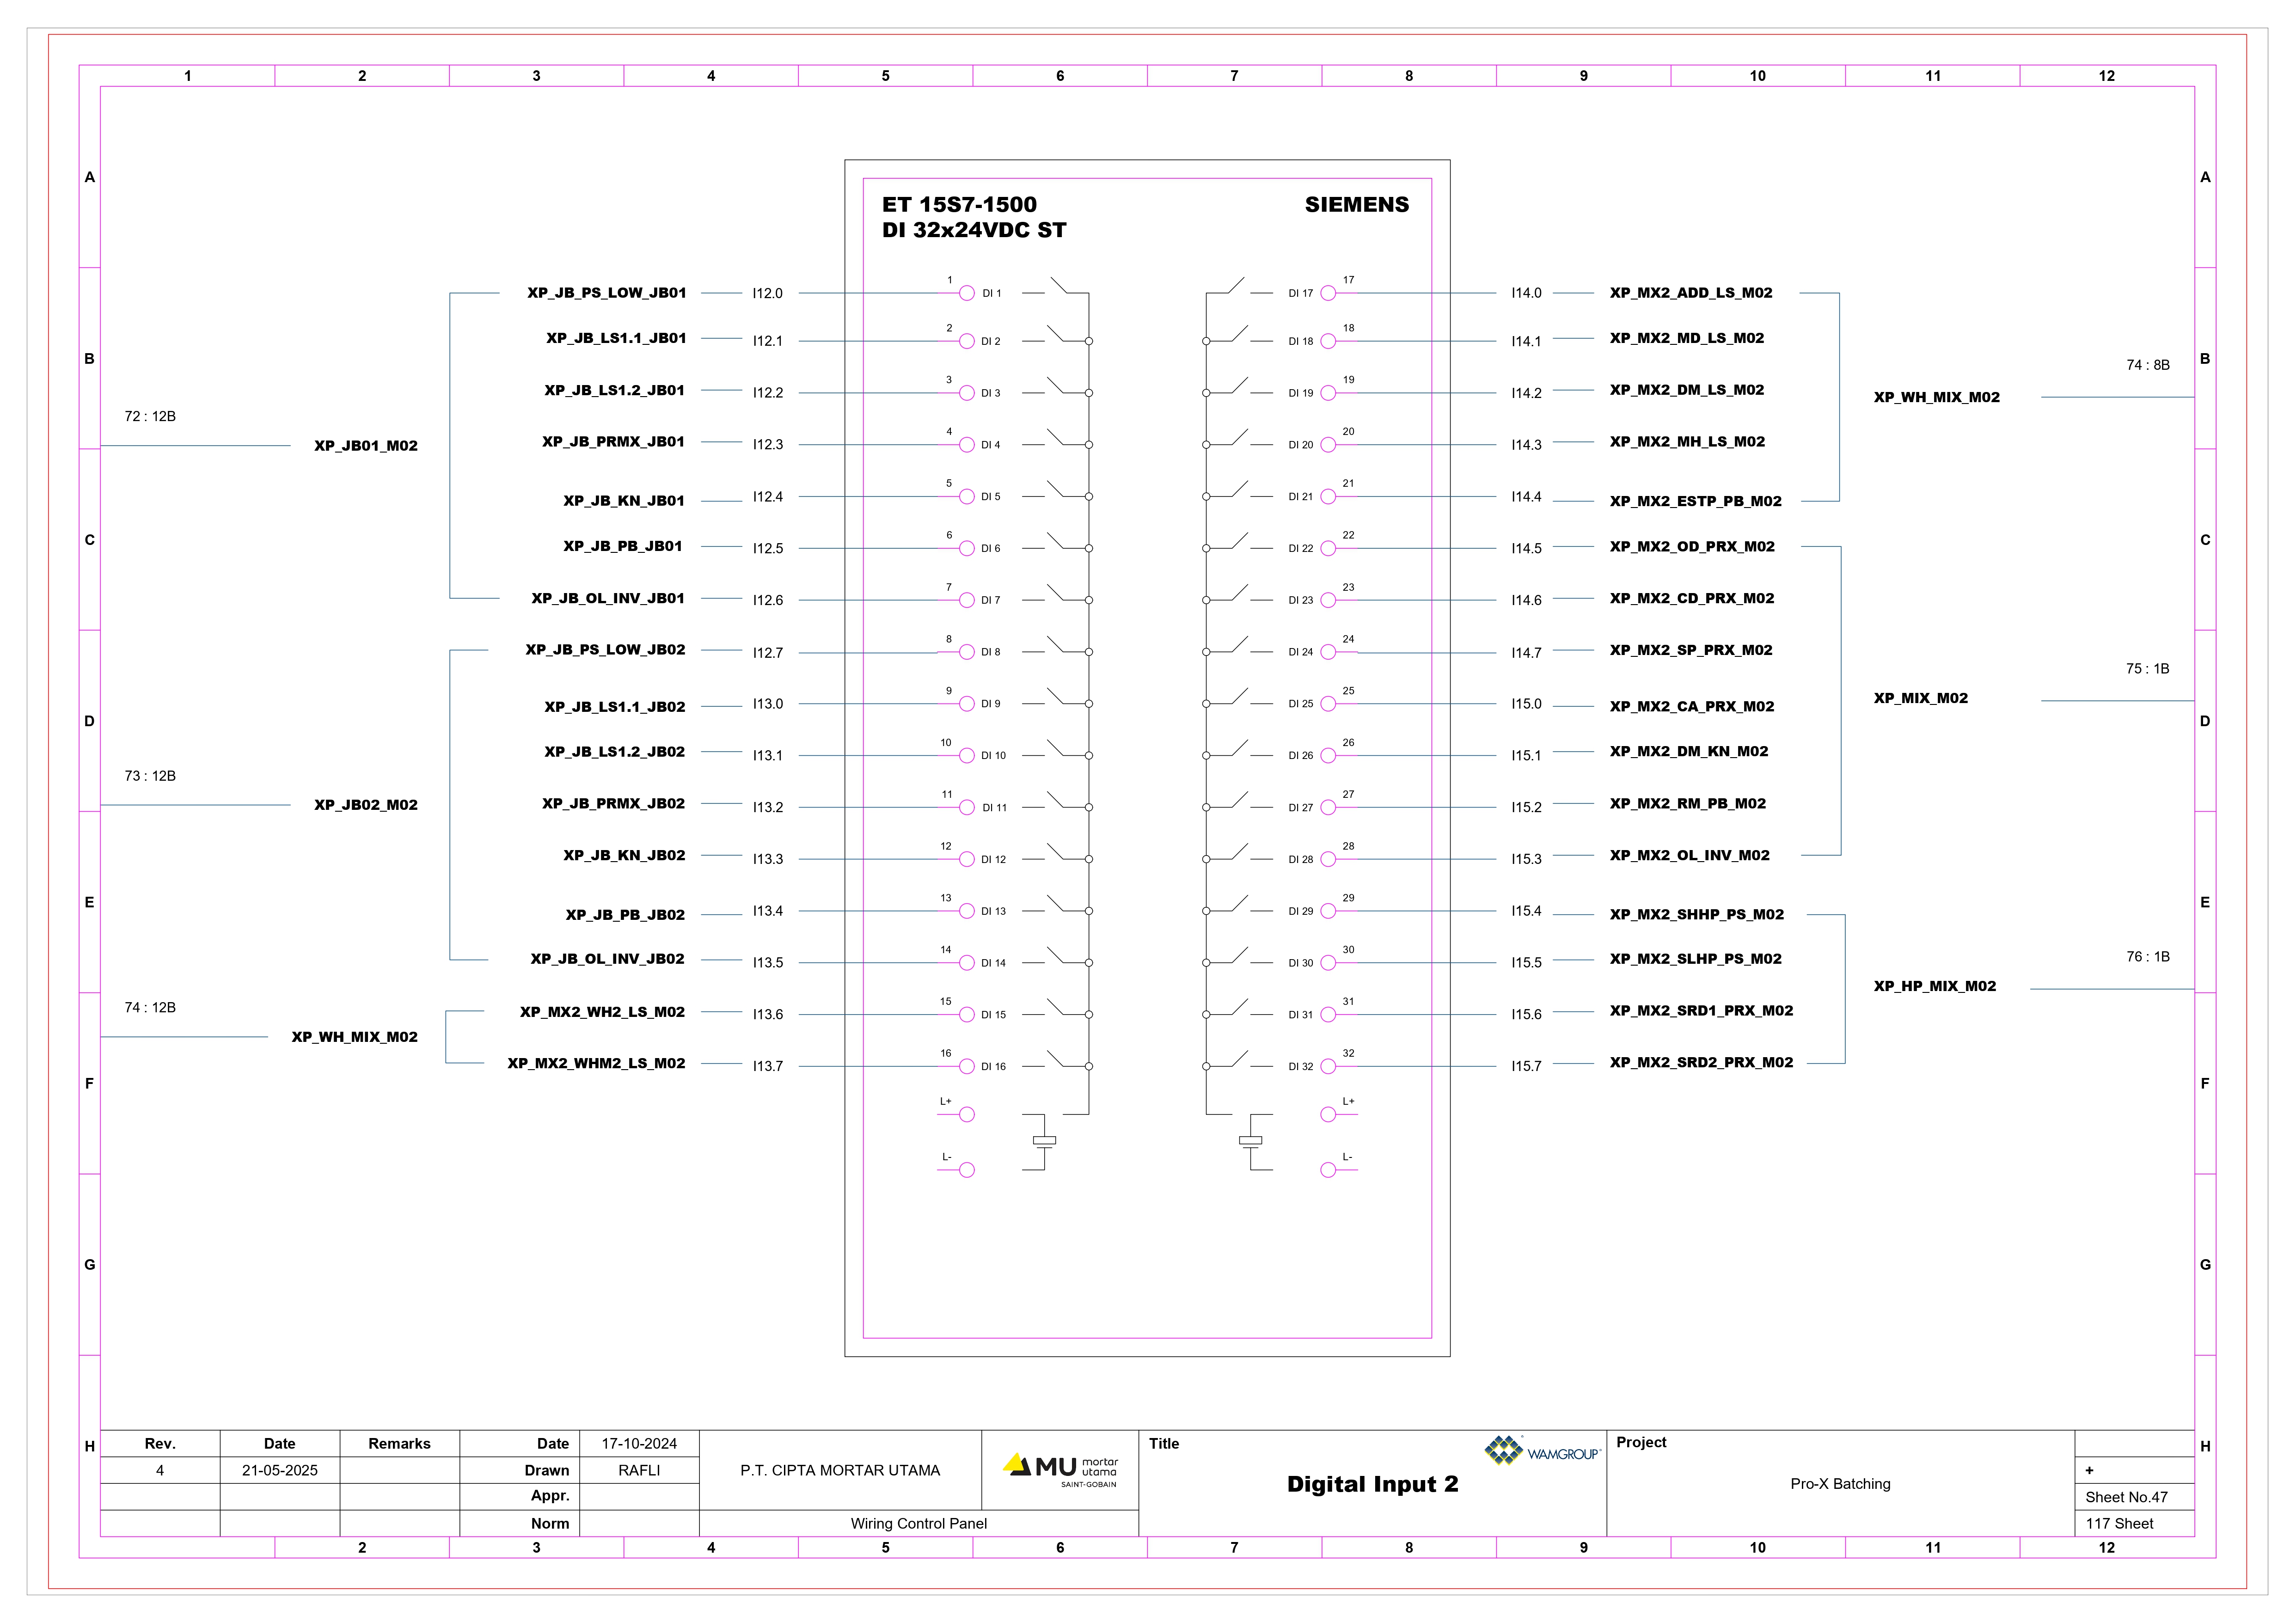 1 2 3 4 5 6 7 8 9 10 11 12
A A
ET 15S7-1500 SIEMENS
DI 32x24VDC ST
XP_JB_PS_LOW_JB01 I12.0 1 DI 1 DI 17 17 I14.0 XP_MX2_ADD_LS_M02
XP_JB_LS1.1_JB01 I12.1 2 DI 2 DI 18 18 I14.1 XP_MX2_MD_LS_M02
B 74 : 8B B
XP_JB_LS1.2_JB01 I12.2 3 DI 3 DI 19 19 I14.2 XP_MX2_DM_LS_M02
XP_WH_MIX_M02
72 : 12B
XP_JB01_M02
XP_JB_PRMX_JB01 I12.3 4 DI 4 DI 20 20 I14.3 XP_MX2_MH_LS_M02
XP_JB_KN_JB01 I12.4 5 DI 5 DI 21 21 I14.4 XP_MX2_ESTP_PB_M02
C C
XP_JB_PB_JB01 I12.5 6 DI 6 DI 22 22 I14.5 XP_MX2_OD_PRX_M02
XP_JB_OL_INV_JB01 I12.6 7 DI 7 DI 23 23 I14.6 XP_MX2_CD_PRX_M02
XP_JB_PS_LOW_JB02 I12.7 8 DI 8 DI 24 24 I14.7 XP_MX2_SP_PRX_M02
75 : 1B
XP_MIX_M02
XP_JB_LS1.1_JB02 I13.0 9 DI 9 DI 25 25 I15.0 XP_MX2_CA_PRX_M02
D D
XP_JB_LS1.2_JB02 I13.1 10 DI 10 DI 26 26 I15.1 XP_MX2_DM_KN_M02
73 : 12B
XP_JB02_M02
XP_JB_PRMX_JB02 I13.2 11 DI 11 DI 27 27 I15.2 XP_MX2_RM_PB_M02
XP_JB_KN_JB02 I13.3 12 DI 12 DI 28 28 I15.3 XP_MX2_OL_INV_M02
E E
XP_JB_PB_JB02 I13.4 13 DI 13 DI 29 29 I15.4 XP_MX2_SHHP_PS_M02
XP_JB_OL_INV_JB02 I13.5 14 DI 14 DI 30 30 I15.5 XP_MX2_SLHP_PS_M02
76 : 1B
XP_HP_MIX_M02
74 : 12B
XP_MX2_WH2_LS_M02 I13.6 15 DI 15 DI 31 31 I15.6 XP_MX2_SRD1_PRX_M02
XP_WH_MIX_M02
XP_MX2_WHM2_LS_M02 I13.7 16 DI 16 DI 32 32 I15.7 XP_MX2_SRD2_PRX_M02
F F
L+ L+
L- L-
G G
H H
Rev. Date Remarks Date 17-10-2024
4 21-05-2025 Drawn RAFLI
Appr.
Norm
P.T. CIPTA MORTAR UTAMA
MU mortar
utama
SAINT-GOBAIN
Wiring Control Panel
Title
WAMGROUP
Digital Input 2
Project
Pro-X Batching
+
Sheet No.47
117 Sheet
2 3 4 5 6 7 8 9 10 11 12